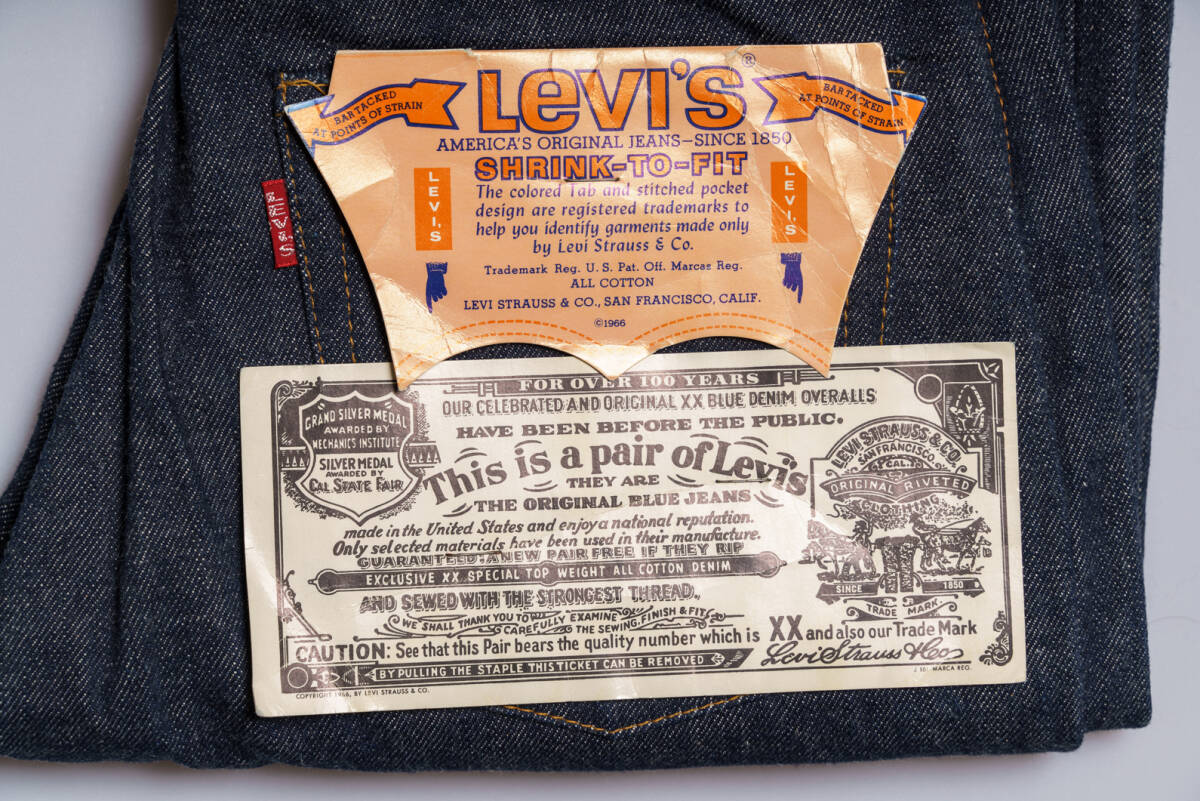 BAR TACKED
AT POINTS OF STRAIN
LEVI'S®
BAR TACKED
AT POINTS OF STRAIN
AMERICA'S ORIGINAL JEANS–SINCE 1850
SHRINK-TO-FIT
LEVI'S
The colored Tab and stitched pocket
design are registered trademarks to
help you identify garments made only
by Levi Strauss & Co.
LEVI'S
Trademark Reg. U. S. Pat. Off. Marcas Reg.
ALL COTTON
LEVI STRAUSS & CO., SAN FRANCISCO, CALIF.
©1966
LEVI'S
FOR OVER 100 YEARS
OUR CELEBRATED AND ORIGINAL XX BLUE DENIM OVERALLS
HAVE BEEN BEFORE THE PUBLIC.
This is a pair of Levi's
THEY ARE
THE ORIGINAL BLUE JEANS
GRAND SILVER MEDAL
AWARDED BY
MECHANICS INSTITUTE
SILVER MEDAL
AWARDED BY
CAL STATE FAIR
LEVI STRAUSS & CO.
SAN FRANCISCO,
CAL.
ORIGINAL RIVETED
CLOTHING
made in the United States and enjoy a national reputation.
Only selected materials have been used in their manufacture.
GUARANTEED: A NEW PAIR FREE IF THEY RIP
EXCLUSIVE XX SPECIAL TOP WEIGHT ALL COTTON DENIM
SINCE 1850
TRADE MARK
AND SEWED WITH THE STRONGEST THREAD.
WE SHALL THANK YOU TO CAREFULLY EXAMINE THE SEWING, FINISH & FIT
CAUTION: See that this Pair bears the quality number which is XX and also our Trade Mark
Levi Strauss & Co
BY PULLING THE STAPLE THIS TICKET CAN BE REMOVED
MARCA REG.
COPYRIGHT 1966, BY LEVI STRAUSS & CO.